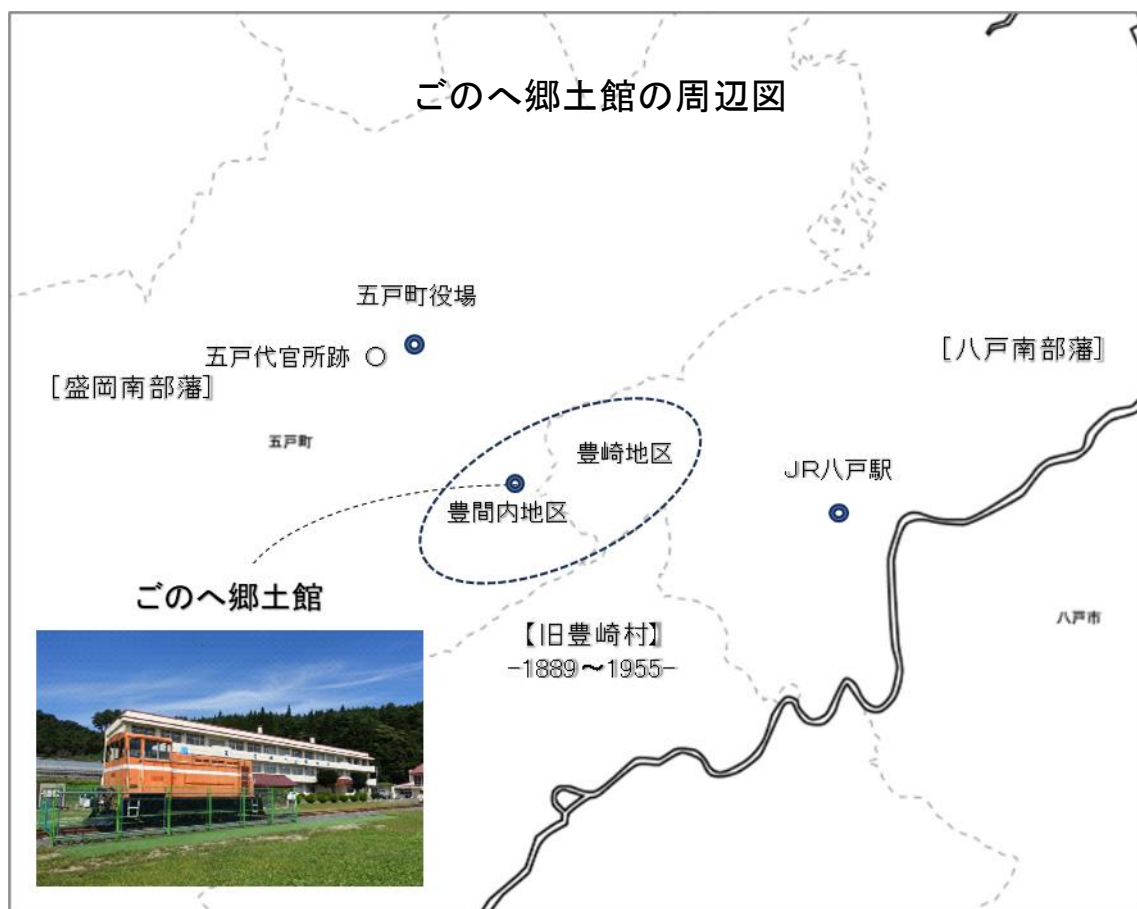 ごのへ郷土館の周辺図
五戸町役場
五戸代官所跡
[盛岡南部藩]
[八戸南部藩]
五戸町
豊崎地区
JR八戸駅
豊間内地区
ごのへ郷土館
【旧豊崎村】
-1889～1955-
八戸市